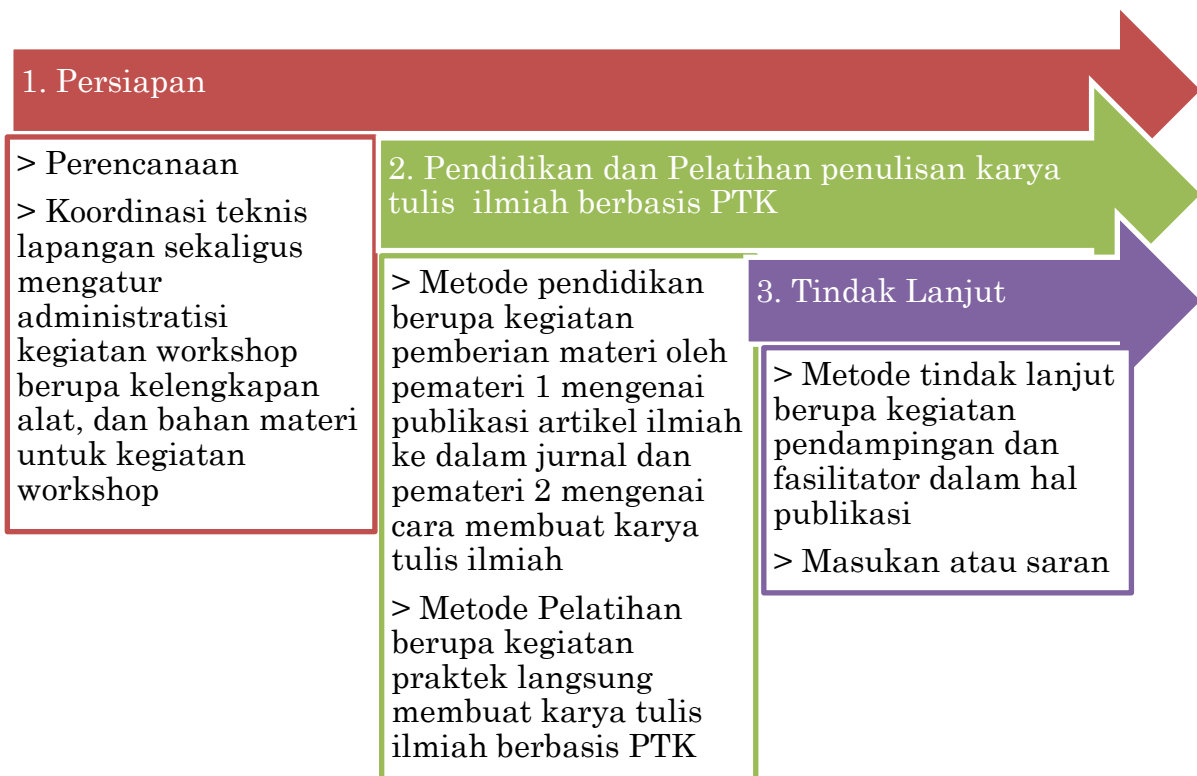 1. Persiapan
> Perencanaan
> Koordinasi teknis
lapangan sekaligus
mengatur
administratisi
kegiatan workshop
berupa kelengkapan
alat, dan bahan materi
untuk kegiatan
workshop
2. Pendidikan dan Pelatihan penulisan karya
tulis ilmiah berbasis PTK
> Metode pendidikan
berupa kegiatan
pemberian materi oleh
pemateri 1 mengenai
publikasi artikel ilmiah
ke dalam jurnal dan
pemateri 2 mengenai
cara membuat karya
tulis ilmiah
> Metode Pelatihan
berupa kegiatan
praktek langsung
membuat karya tulis
ilmiah berbasis PTK
3. Tindak Lanjut
> Metode tindak lanjut
berupa kegiatan
pendampingan dan
fasilitator dalam hal
publikasi
> Masukan atau saran